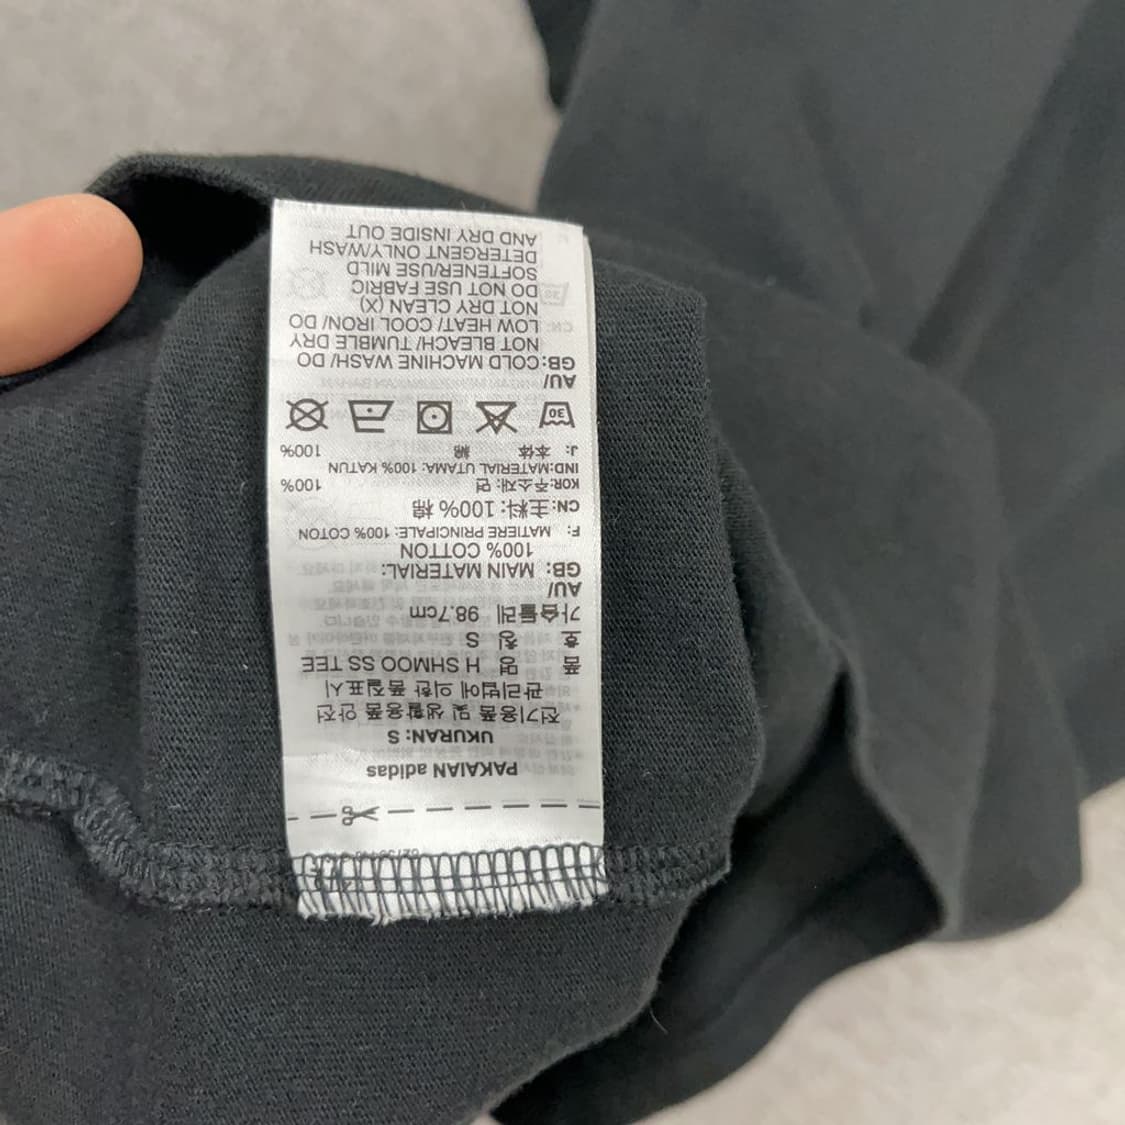 PAKAIAN adidas
UKURAN: S
전기용품 및 생활용품 안전
관리법에 의한 품질표시
품 명 H SHMOO SS TEE
호 칭 S
가슴둘레 98.7cm
AU/
GB: MAIN MATERIAL:
100% COTTON
F: MATIERE PRINCIPALE: 100% COTON
CN: 主料: 100% 棉
KOR: 주소재: 면 100%
IND: MATERIAL UTAMA: 100% KATUN
J: 本体 綿 100%
30
AU/
GB: COLD MACHINE WASH/ DO
NOT BLEACH/ TUMBLE DRY
LOW HEAT/ COOL IRON/ DO
NOT DRY CLEAN (X)
DO NOT USE FABRIC
SOFTENER/USE MILD
DETERGENT ONLY/WASH
AND DRY INSIDE OUT